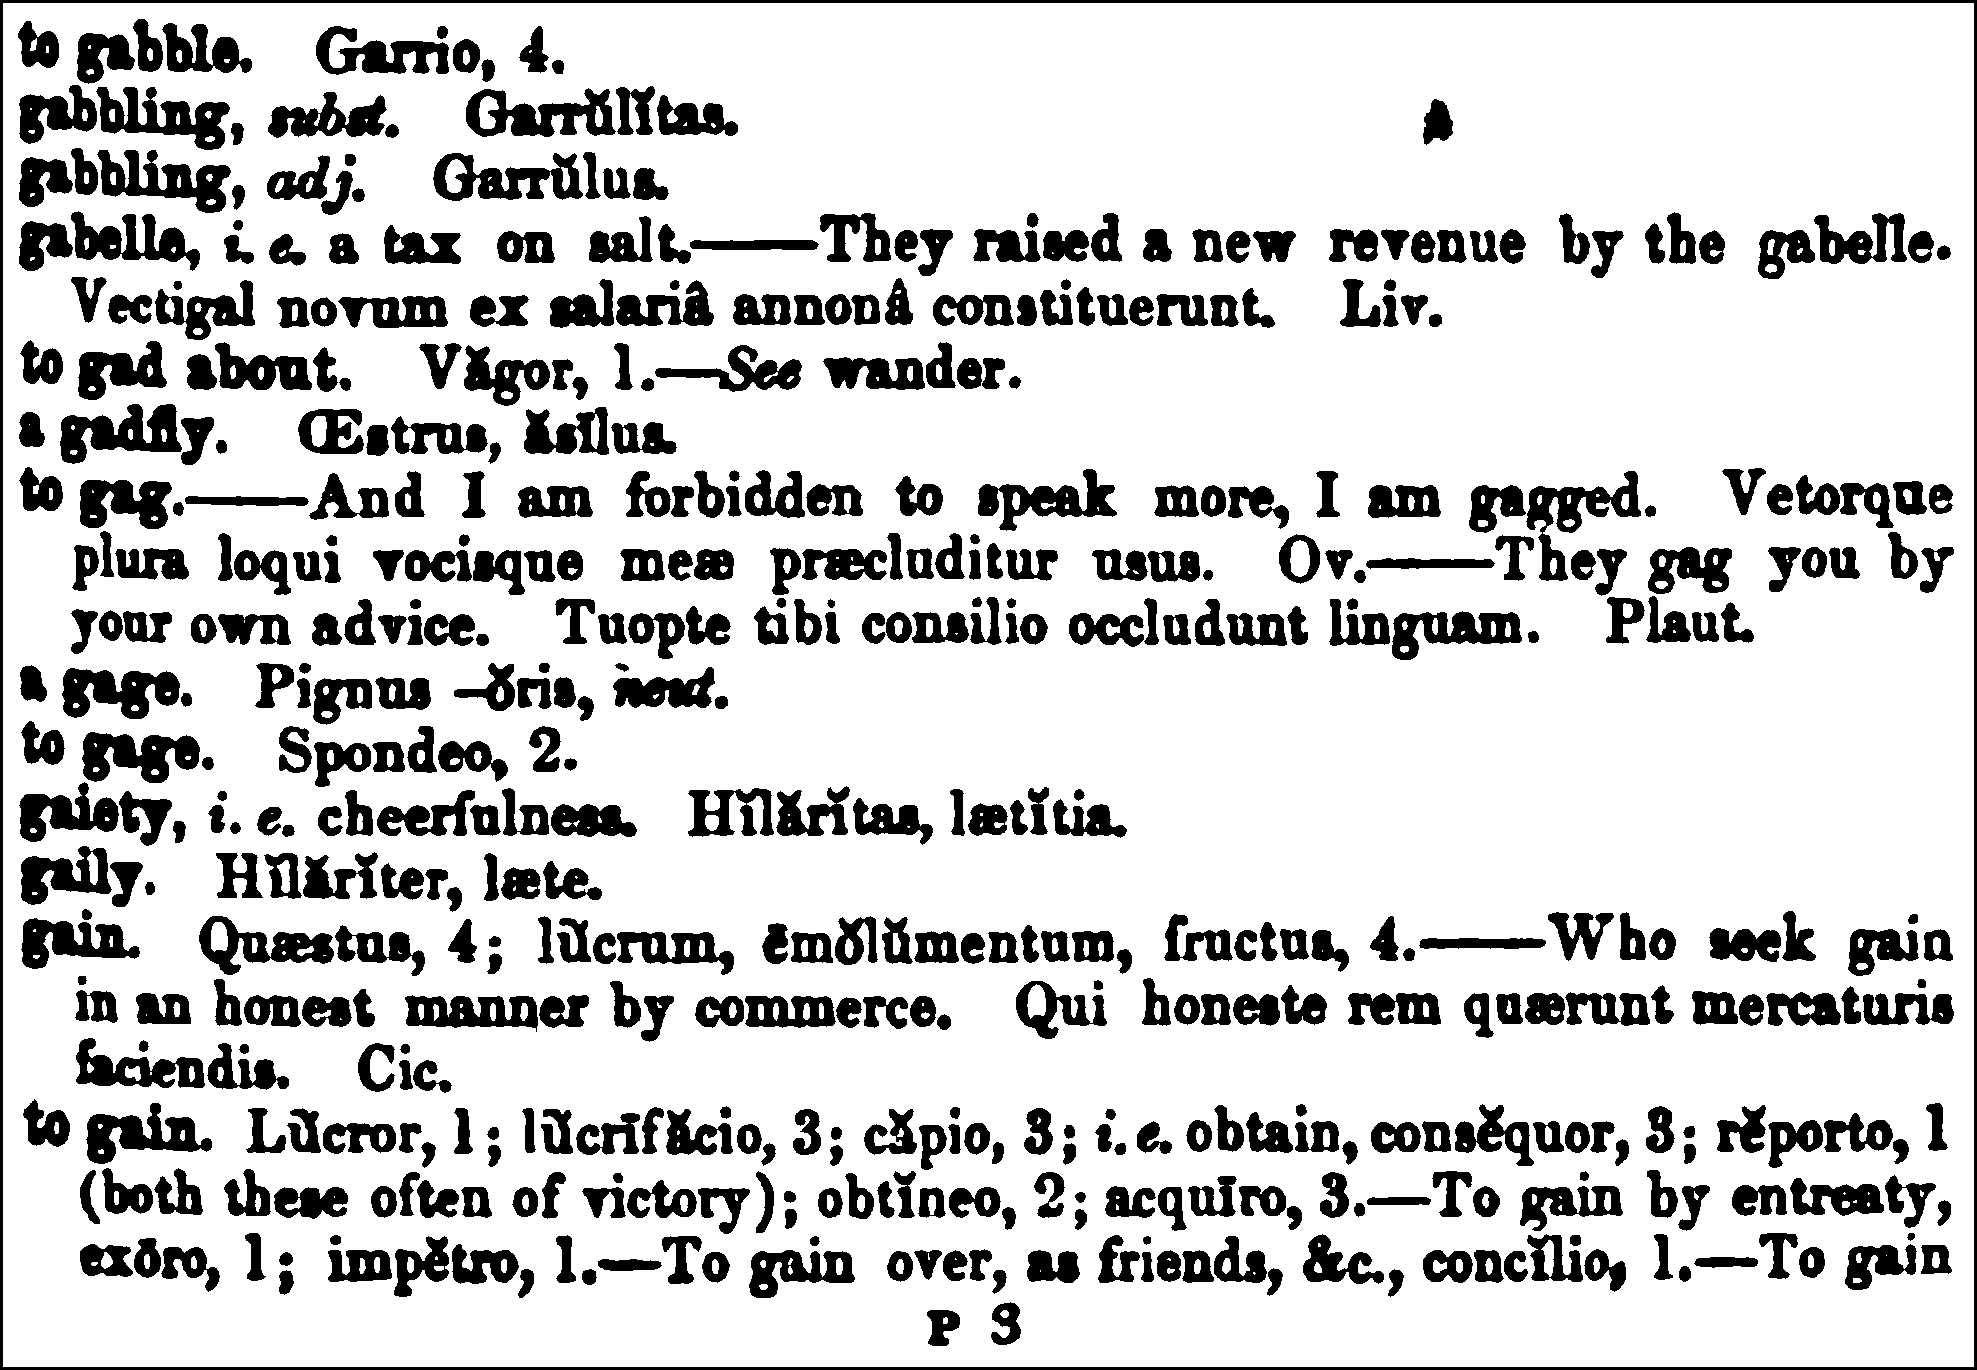 to gabble. Garrio, 4.
gabbling, subst. Garrŭlĭtas.
gabbling, adj. Garrŭlus.
gabelle, i. e. a tax on salt.——They raised a new revenue by the gabelle.
Vectigal novum ex salariâ annonâ constituerunt. Liv.
to gad about. Văgor, 1.—See wander.
a gadfly. Œstrus, ăsīlus.
to gag.——And I am forbidden to speak more, I am gagged. Vetorque
plura loqui vocisque meæ præcluditur usus. Ov.——They gag you by
your own advice. Tuopte tibi consilio occludunt linguam. Plaut.
a gage. Pignus –ŏris, neut.
to gage. Spondeo, 2.
gaiety, i. e. cheerfulness. Hĭlărĭtas, lætĭtia.
gaily. Hĭlărĭter, læte.
gain. Quæstus, 4; lŭcrum, ēmŏlŭmentum, fructus, 4.——Who seek gain
in an honest manner by commerce. Qui honeste rem quærunt mercaturis
faciendis. Cic.
to gain. Lŭcror, 1; lŭcrīfăcio, 3; căpio, 3; i. e. obtain, consĕquor, 3; rĕporto, 1
(both these often of victory); obtĭneo, 2; acquīro, 3.—To gain by entreaty,
exōro, 1; impĕtro, 1.—To gain over, as friends, &c., concĭlio, 1.—To gain
P 3